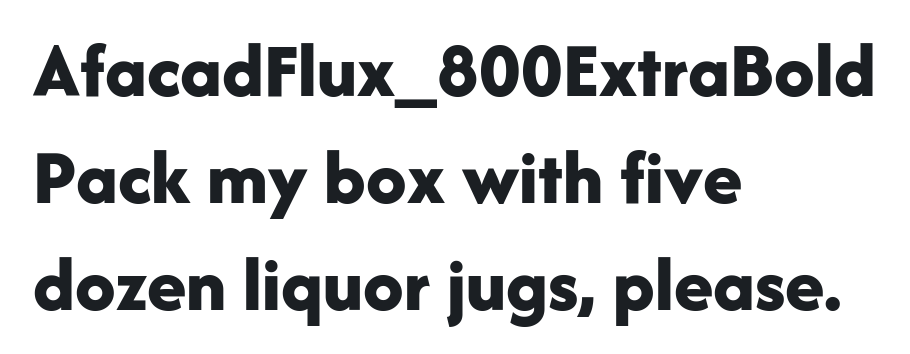 AfacadFlux_800ExtraBold
Pack my box with five
dozen liquor jugs, please.